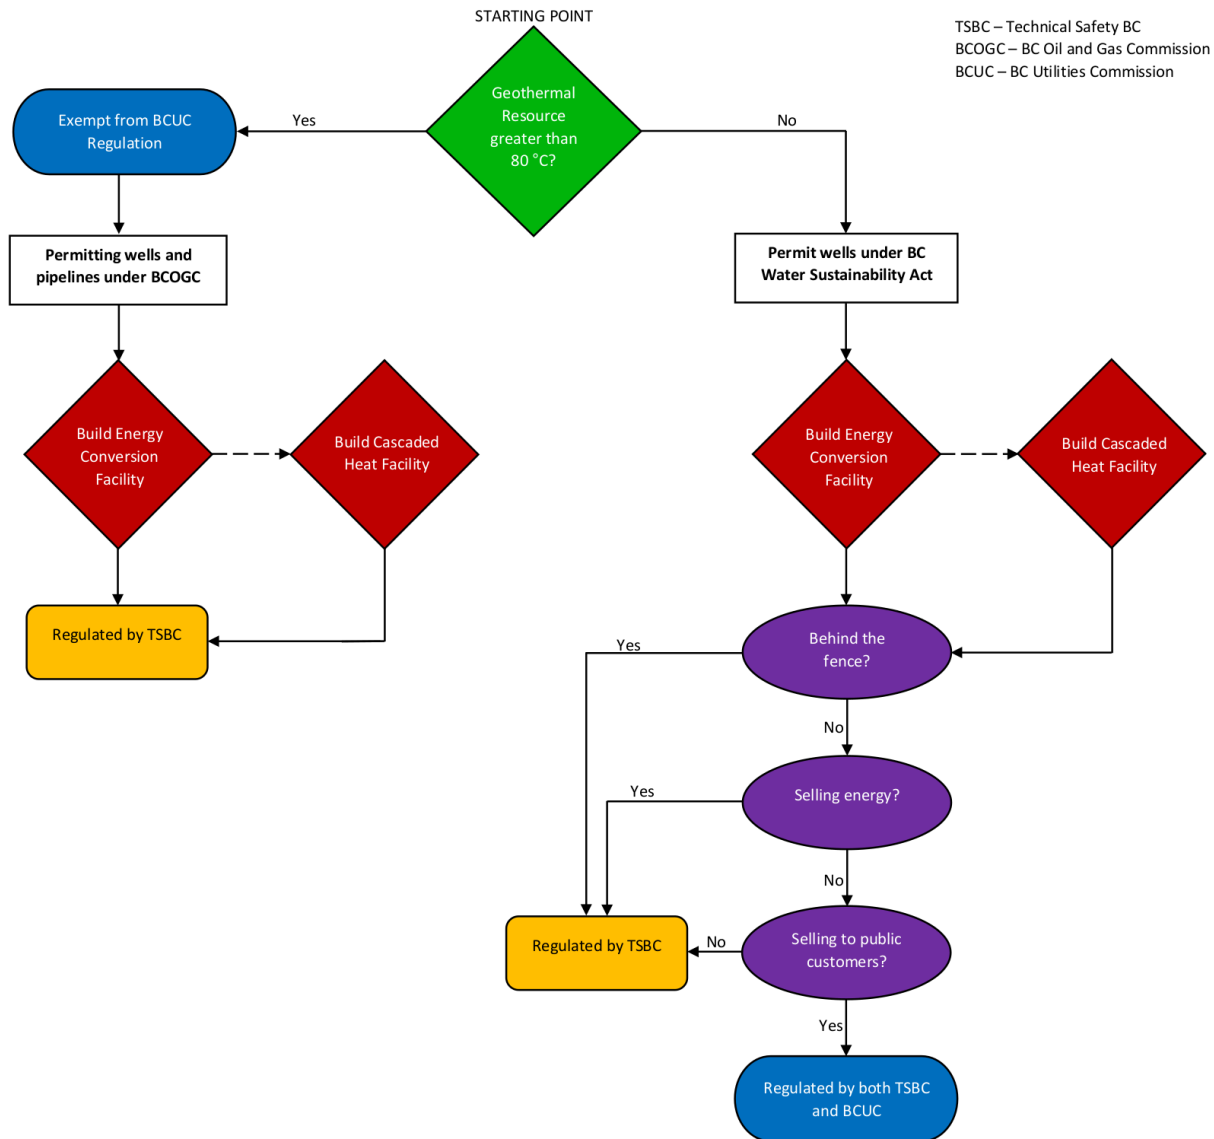 STARTING POINT
TSBC – Technical Safety BC
BCOGC – BC Oil and Gas Commission
BCUC – BC Utilities Commission
Geothermal
Resource
greater than
80 °C?
Yes
No
Exempt from BCUC
Regulation
Permitting wells and
pipelines under BCOGC
Permit wells under BC
Water Sustainability Act
Build Energy
Conversion
Facility
Build Cascaded
Heat Facility
Build Energy
Conversion
Facility
Build Cascaded
Heat Facility
Regulated by TSBC
Behind the
fence?
Yes
No
Selling energy?
Yes
No
Selling to public
customers?
No
Regulated by TSBC
Yes
Regulated by both TSBC
and BCUC